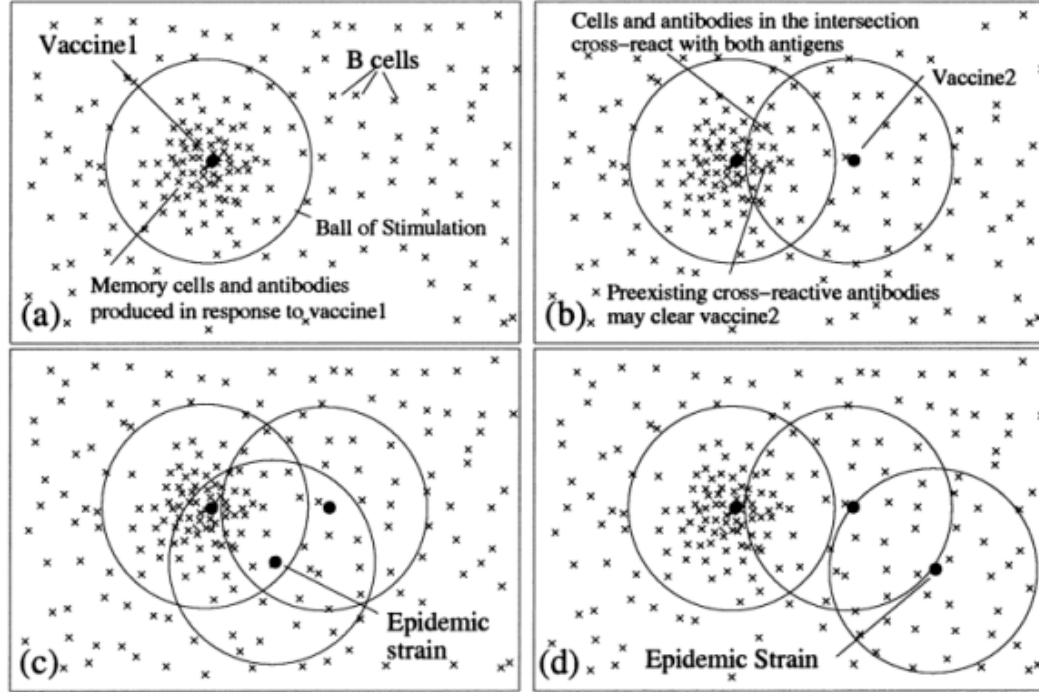 Vaccine1
B cells
Ball of Stimulation
Memory cells and antibodies
produced in response to vaccine1
(a)
Cells and antibodies in the intersection
cross-react with both antigens
Vaccine2
Preexisting cross-reactive antibodies
may clear vaccine2
(b)
Epidemic
strain
(c)
Epidemic Strain
(d)